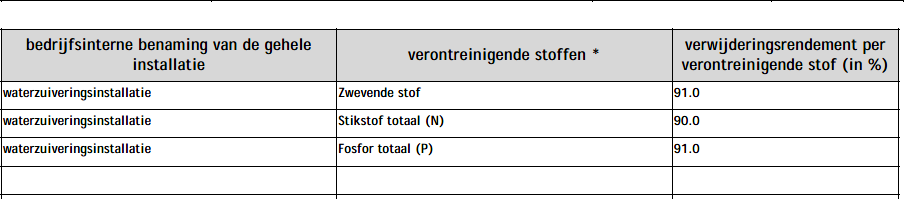 bedrijfsinterne benaming van de gehele installatie
verontreinigende stoffen *
verwijderingsrendement per verontreinigende stof (in %)
waterzuiveringsinstallatie Zwevende stof 91.0
waterzuiveringsinstallatie Stikstof totaal (N) 90.0
waterzuiveringsinstallatie Fosfor totaal (P) 91.0